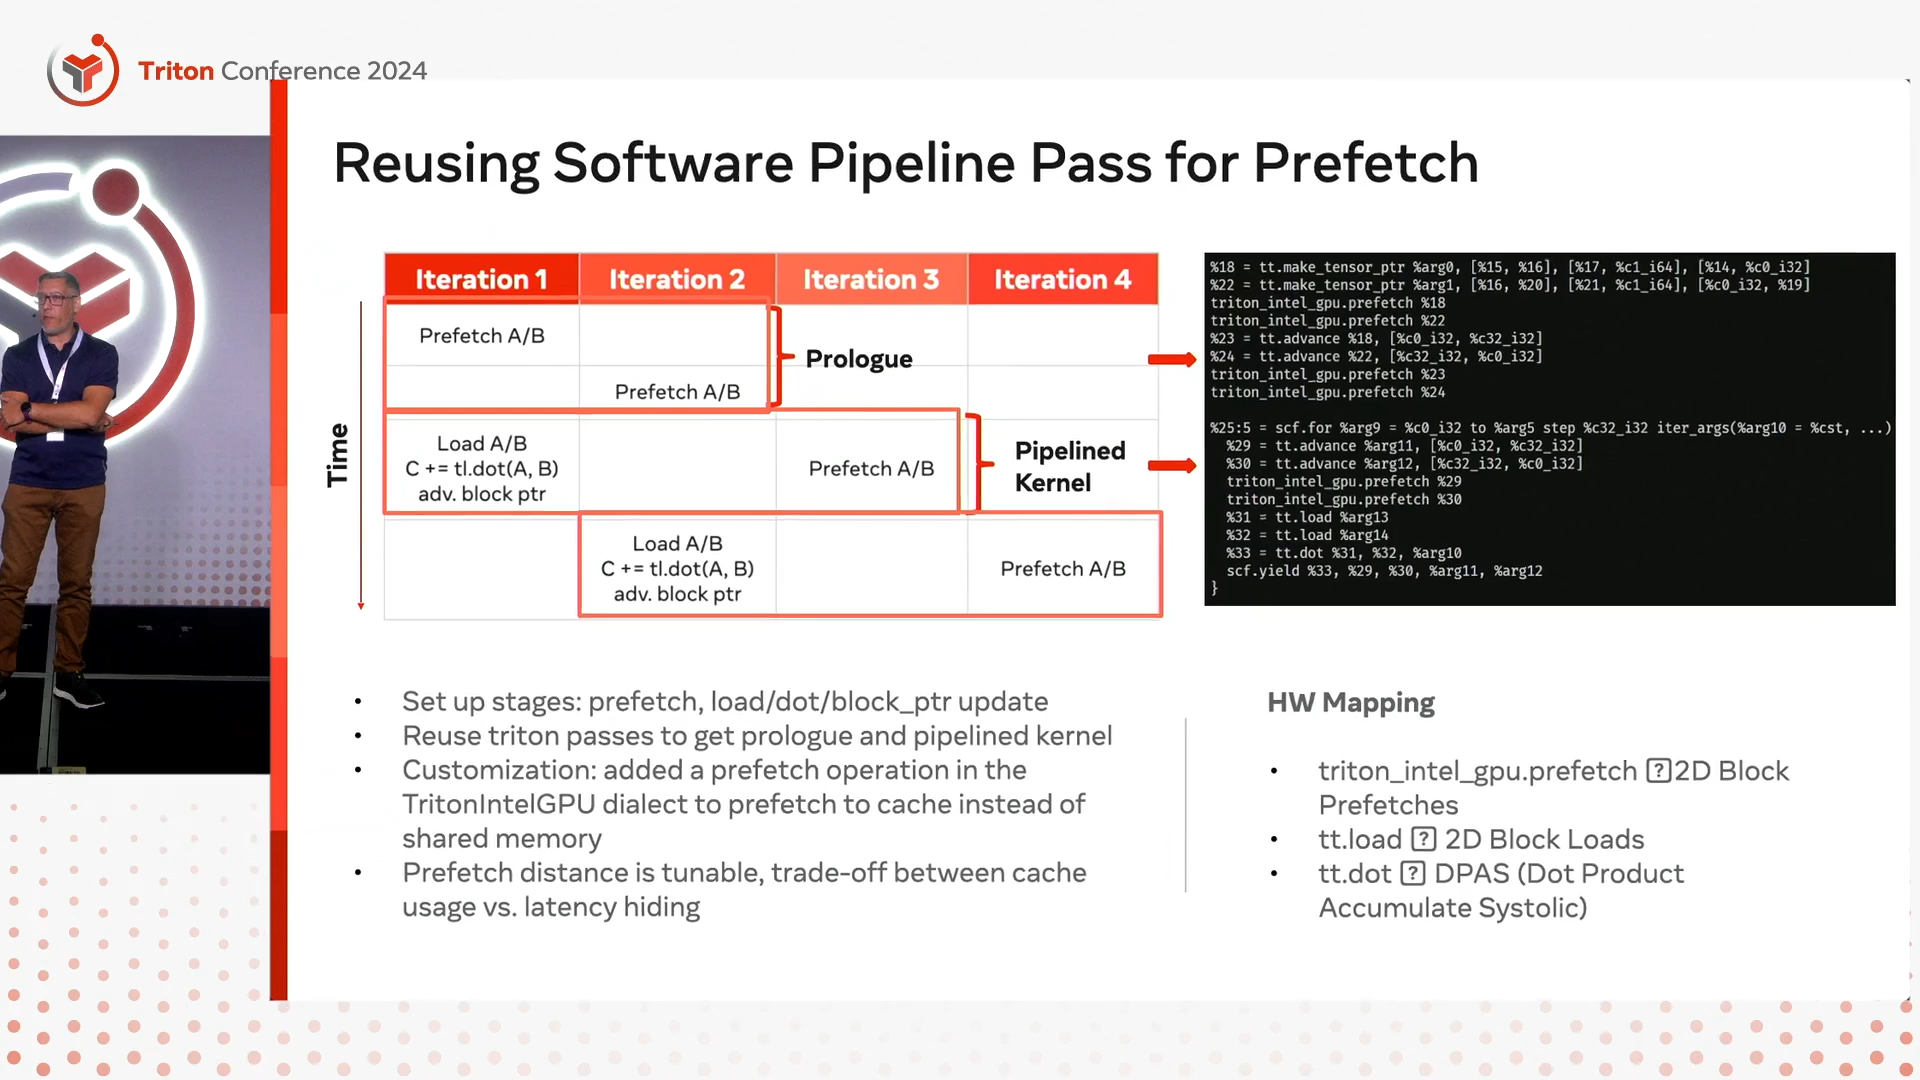 Triton Conference 2024
Reusing Software Pipeline Pass for Prefetch
Iteration 1 Iteration 2 Iteration 3 Iteration 4
Time
Prefetch A/B
Prologue
Prefetch A/B
Load A/B
C += tl.dot(A, B)
adv. block ptr
Prefetch A/B
Pipelined
Kernel
Load A/B
C += tl.dot(A, B)
adv. block ptr
Prefetch A/B
%18 = tt.make_tensor_ptr %arg0, [%15, %16], [%17, %c1_i64], [%14, %c0_i32]
%22 = tt.make_tensor_ptr %arg1, [%16, %20], [%21, %c1_i64], [%c0_i32, %19]
triton_intel_gpu.prefetch %18
triton_intel_gpu.prefetch %22
%23 = tt.advance %18, [%c0_i32, %c32_i32]
%24 = tt.advance %22, [%c32_i32, %c0_i32]
triton_intel_gpu.prefetch %23
triton_intel_gpu.prefetch %24
%25:5 = scf.for %arg9 = %c0_i32 to %arg5 step %c32_i32 iter_args(%arg10 = %cst, ...)
%29 = tt.advance %arg11, [%c0_i32, %c32_i32]
%30 = tt.advance %arg12, [%c32_i32, %c0_i32]
triton_intel_gpu.prefetch %29
triton_intel_gpu.prefetch %30
%31 = tt.load %arg13
%32 = tt.load %arg14
%33 = tt.dot %31, %32, %arg10
scf.yield %33, %29, %30, %arg11, %arg12
}
• Set up stages: prefetch, load/dot/block_ptr update
• Reuse triton passes to get prologue and pipelined kernel
• Customization: added a prefetch operation in the
TritonIntelGPU dialect to prefetch to cache instead of
shared memory
• Prefetch distance is tunable, trade-off between cache
usage vs. latency hiding
HW Mapping
• triton_intel_gpu.prefetch ⍰2D Block
Prefetches
• tt.load ⍰ 2D Block Loads
• tt.dot ⍰ DPAS (Dot Product
Accumulate Systolic)